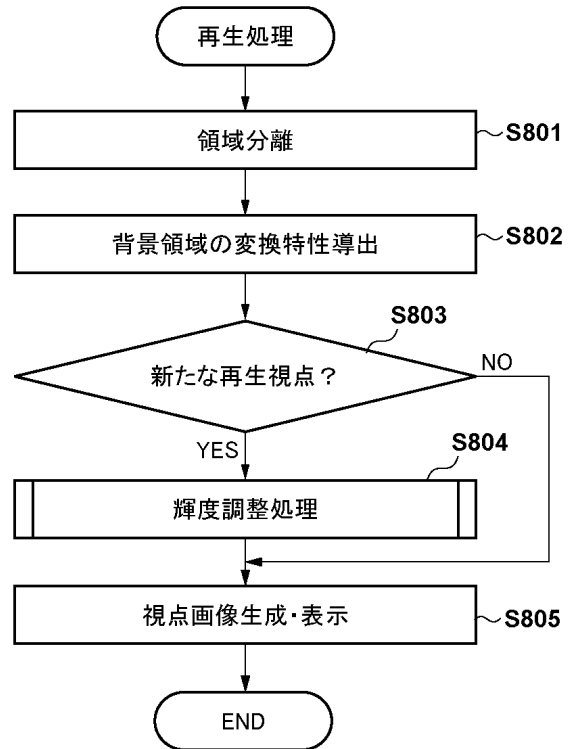 再生処理
領域分離
S801
背景領域の変換特性導出
S802
S803
新たな再生視点？
NO
YES
S804
輝度調整処理
視点画像生成・表示
S805
END